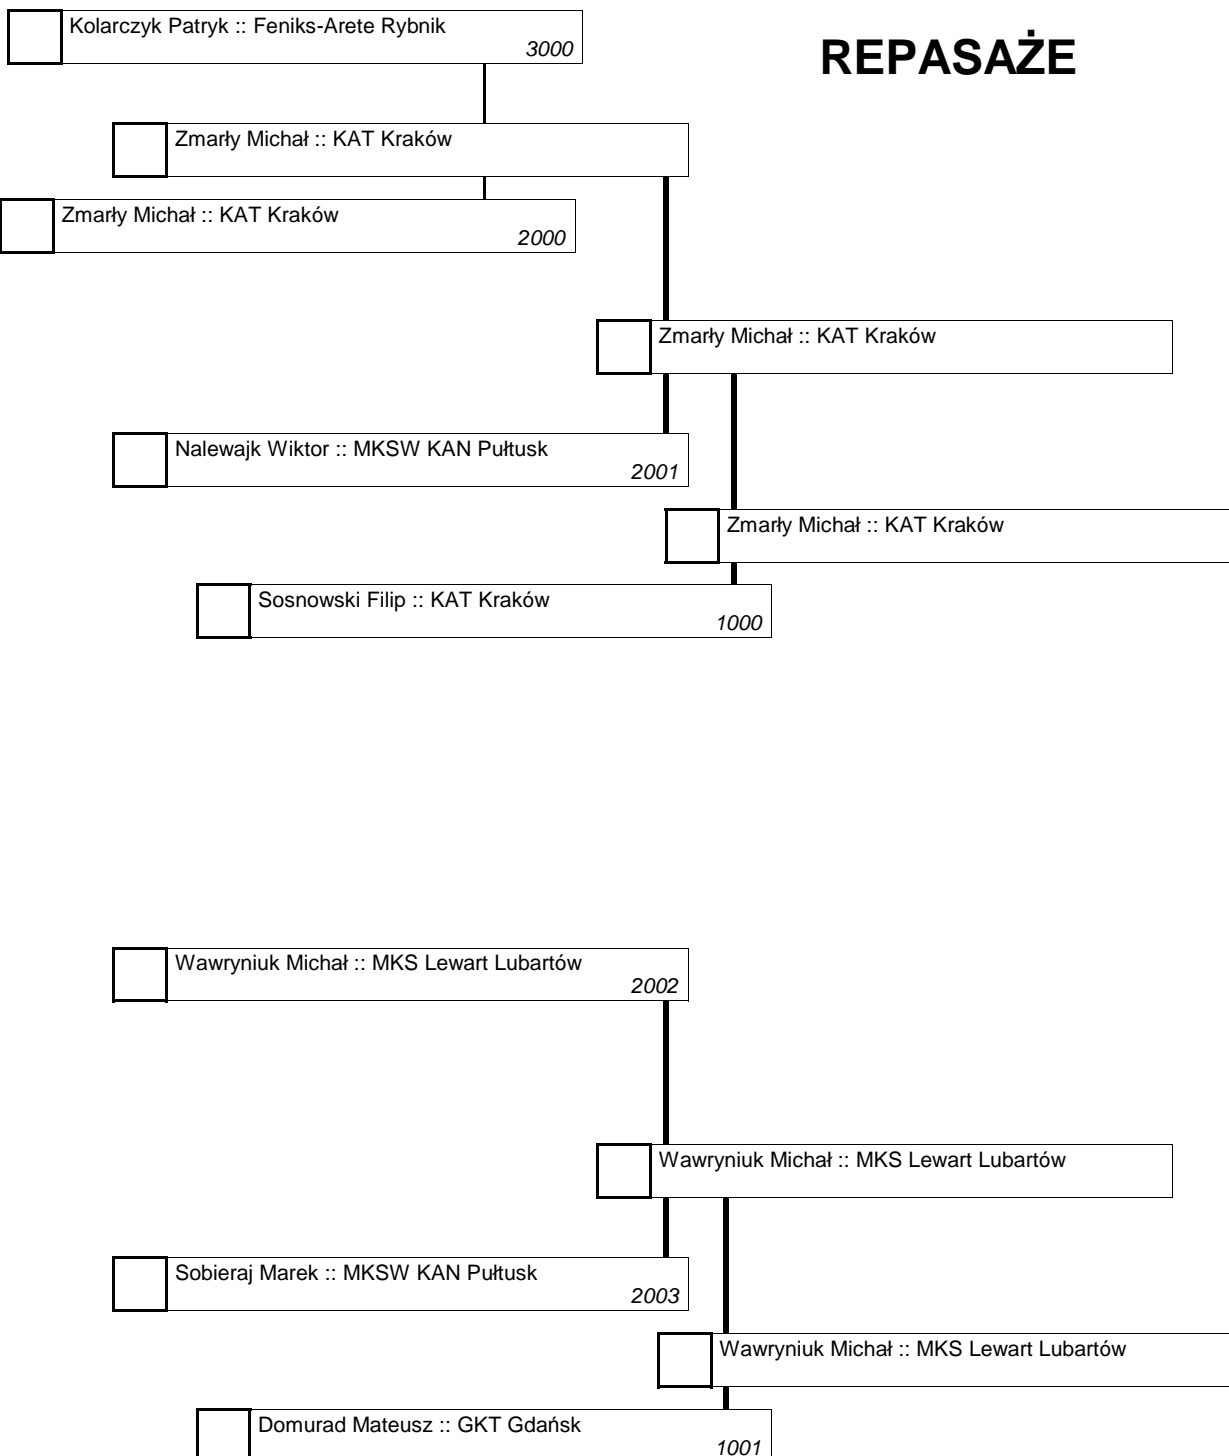 Kolarczyk Patryk :: Feniks-Arete Rybnik
3000
REPASAŻE
Zmarły Michał :: KAT Kraków
Zmarły Michał :: KAT Kraków
2000
Zmarły Michał :: KAT Kraków
Nalewajk Wiktor :: MKSW KAN Pułtusk
2001
Zmarły Michał :: KAT Kraków
Sosnowski Filip :: KAT Kraków
1000
Wawryniuk Michał :: MKS Lewart Lubartów
2002
Wawryniuk Michał :: MKS Lewart Lubartów
Sobieraj Marek :: MKSW KAN Pułtusk
2003
Wawryniuk Michał :: MKS Lewart Lubartów
Domurad Mateusz :: GKT Gdańsk
1001